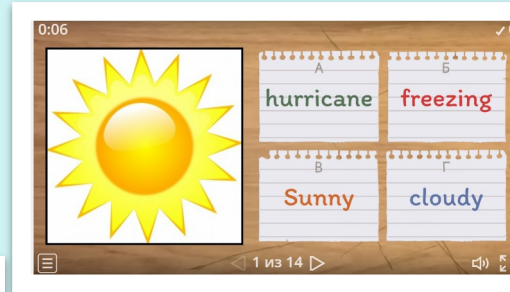 0:06
А
hurricane
Б
freezing
В
Sunny
Г
cloudy
1 из 14